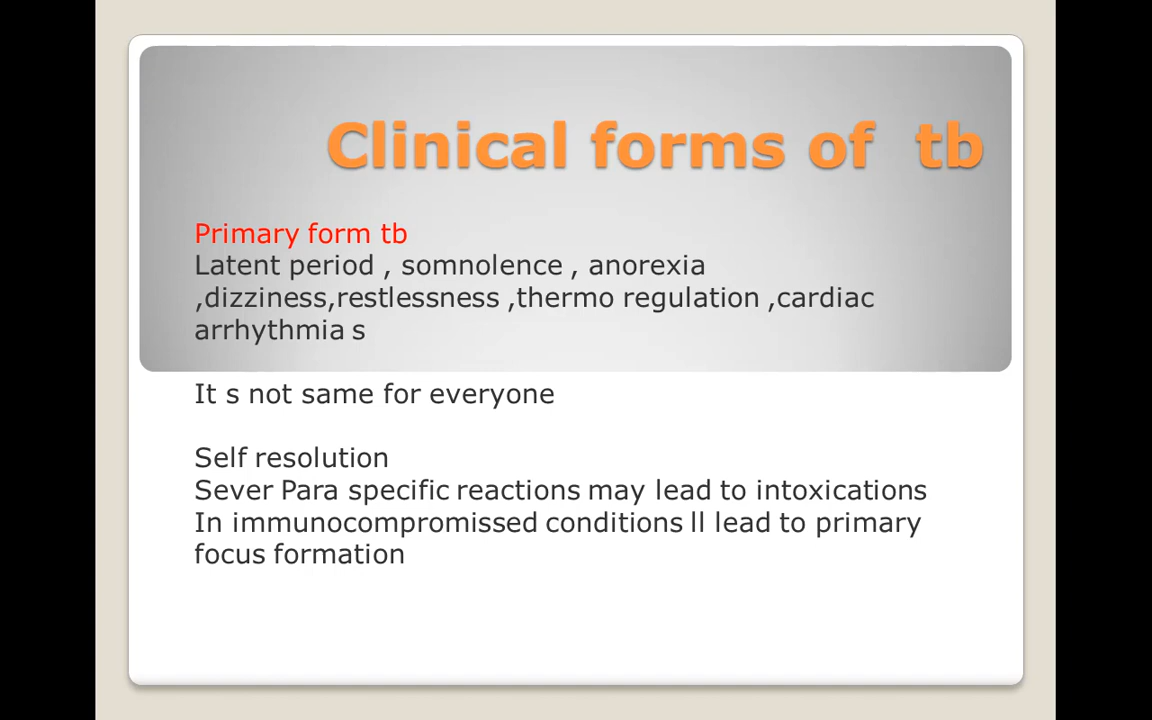 Clinical forms of  tb
Primary form tb
Latent period , somnolence , anorexia
,dizziness,restlessness ,thermo regulation ,cardiac
arrhythmia s
It s not same for everyone
Self resolution
Sever Para specific reactions may lead to intoxications
In immunocompromissed conditions ll lead to primary
focus formation